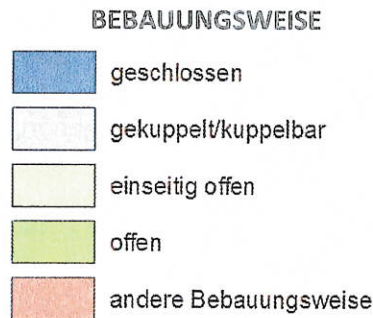 BEBAUUNGSWEISE
geschlossen
gekuppelt/kuppelbar
einseitig offen
offen
andere Bebauungsweise